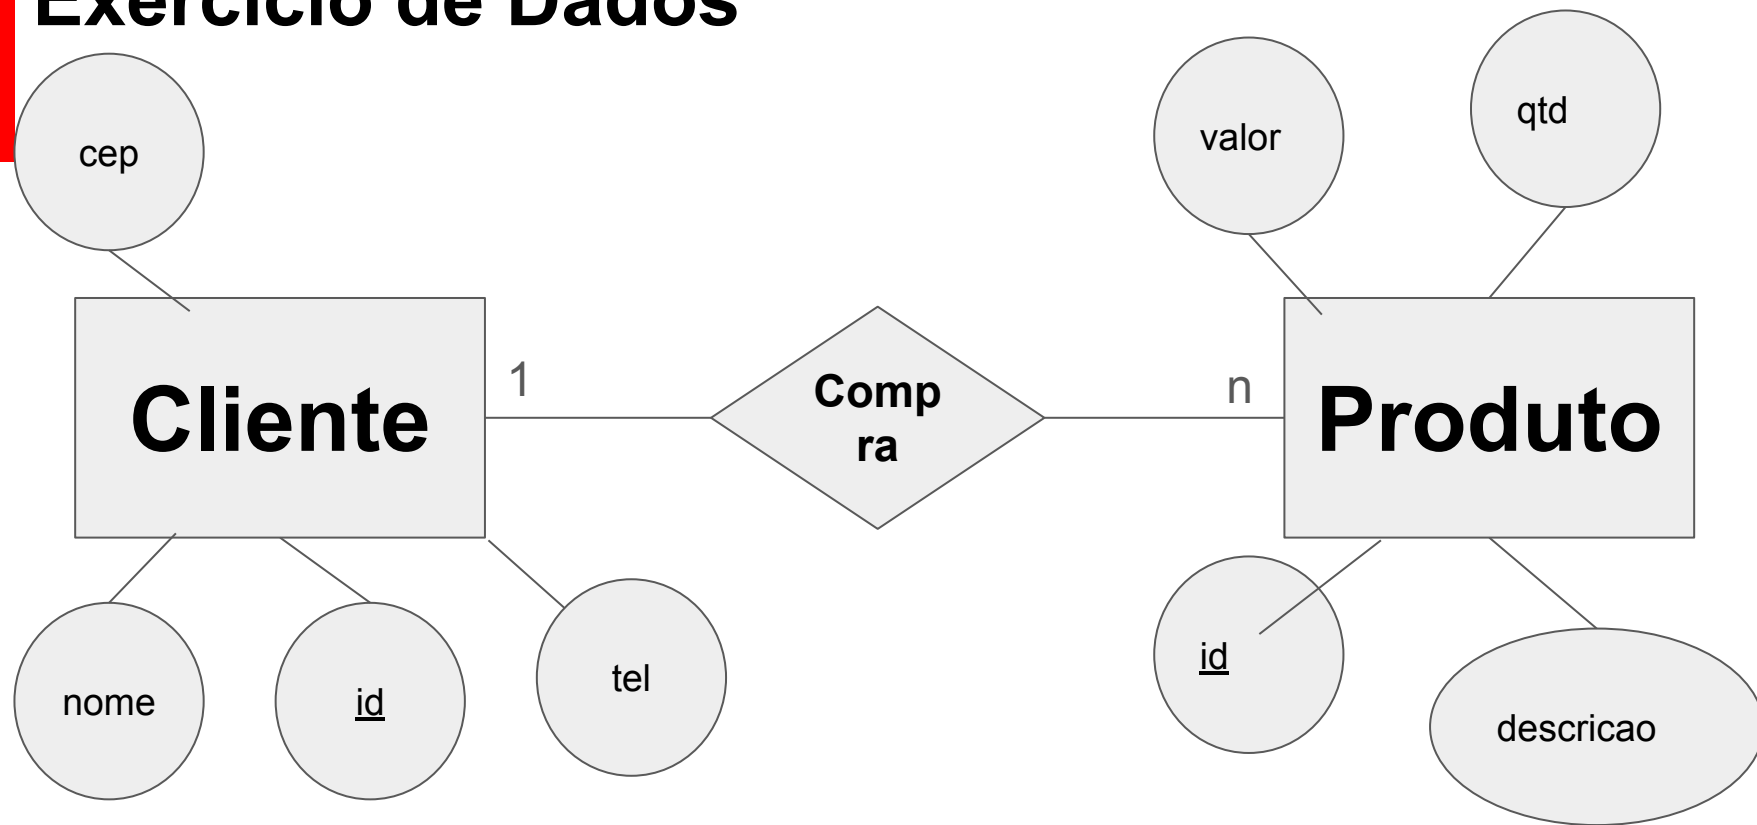 Exercício de Dados
cep
valor
qtd
Cliente
1
Comp
ra
n
Produto
nome
id
tel
id
descricao